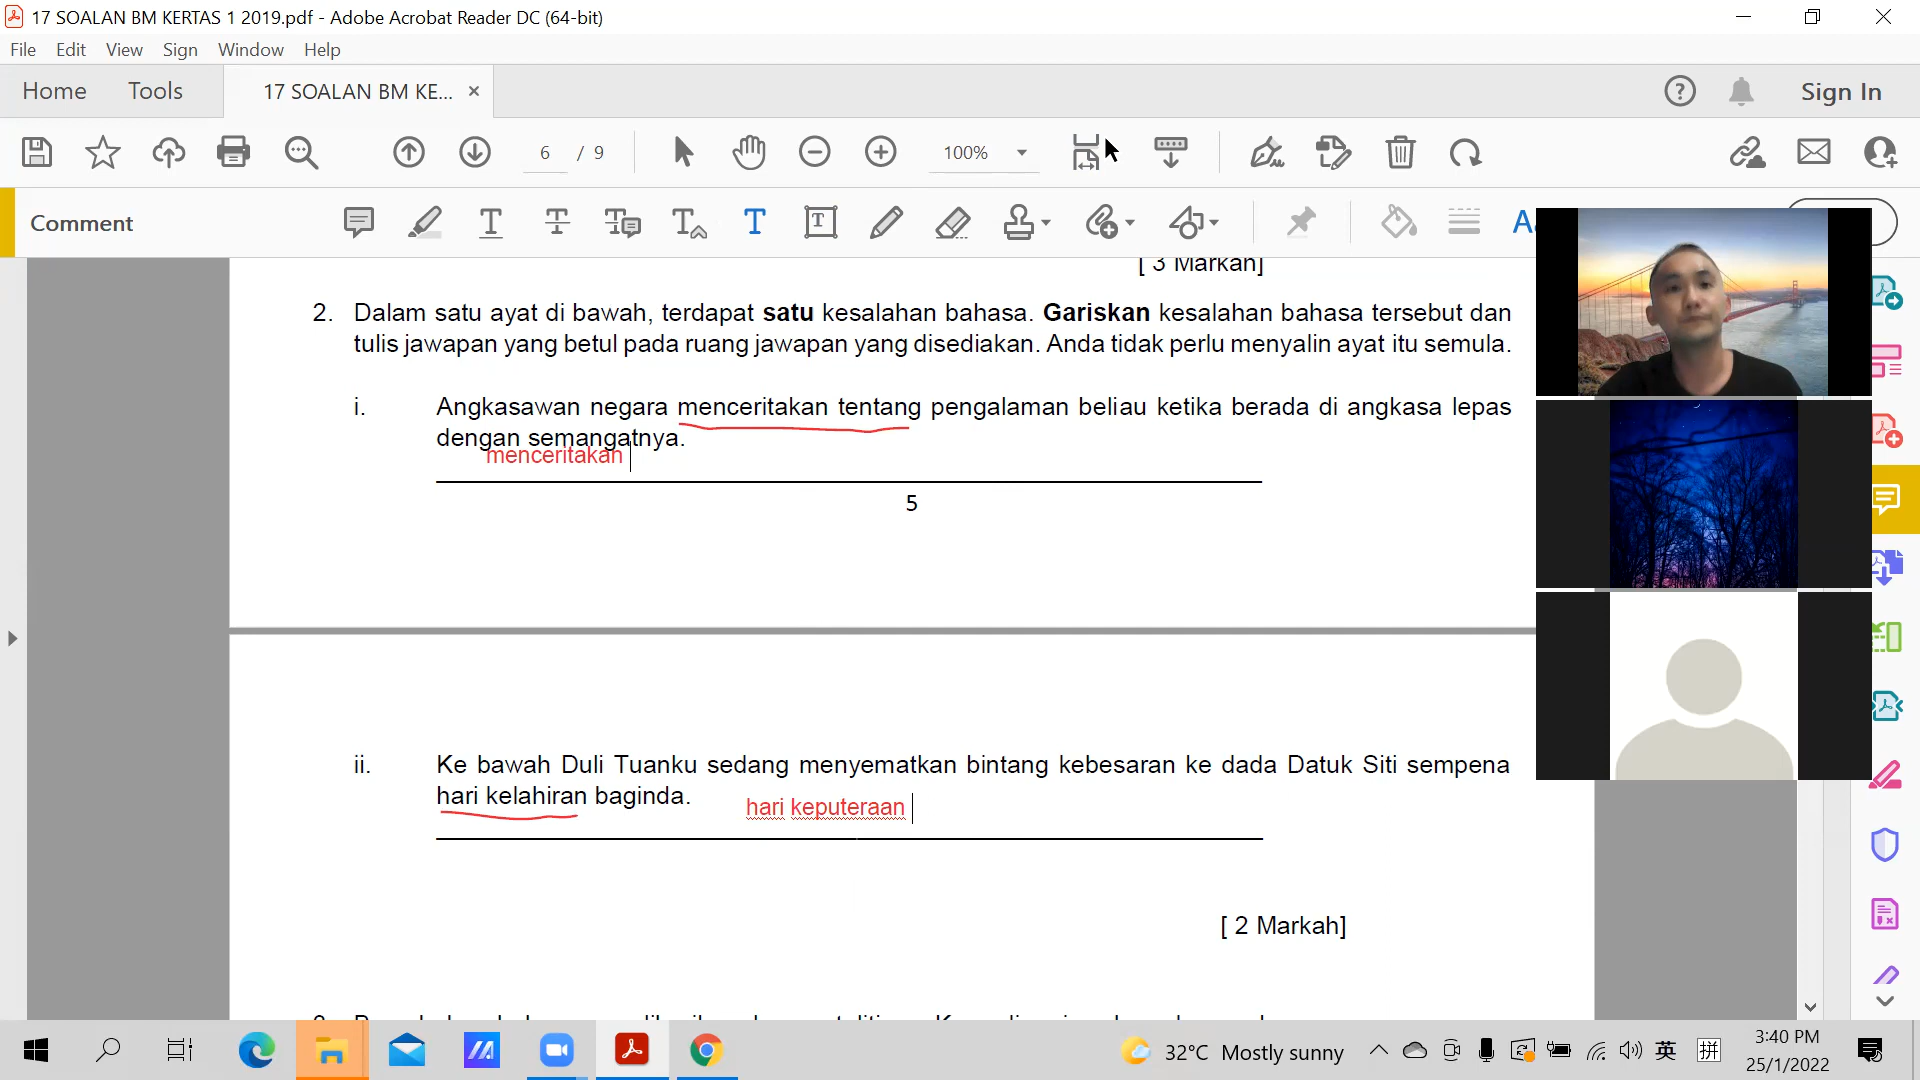 17 SOALAN BM KERTAS 1 2019.pdf - Adobe Acrobat Reader DC (64-bit)
File Edit View Sign Window Help
Home Tools 17 SOALAN BM KE... Sign In
6 / 9 100%
Comment
[ 3 Markah]
2. Dalam satu ayat di bawah, terdapat satu kesalahan bahasa. Gariskan kesalahan bahasa tersebut dan
tulis jawapan yang betul pada ruang jawapan yang disediakan. Anda tidak perlu menyalin ayat itu semula.
i. Angkasawan negara menceritakan tentang pengalaman beliau ketika berada di angkasa lepas
dengan semangatnya.
menceritakan
5
ii. Ke bawah Duli Tuanku sedang menyematkan bintang kebesaran ke dada Datuk Siti sempena
hari kelahiran baginda.
hari keputeraan
[ 2 Markah]
32°C Mostly sunny
英
拼
3:40 PM
25/1/2022